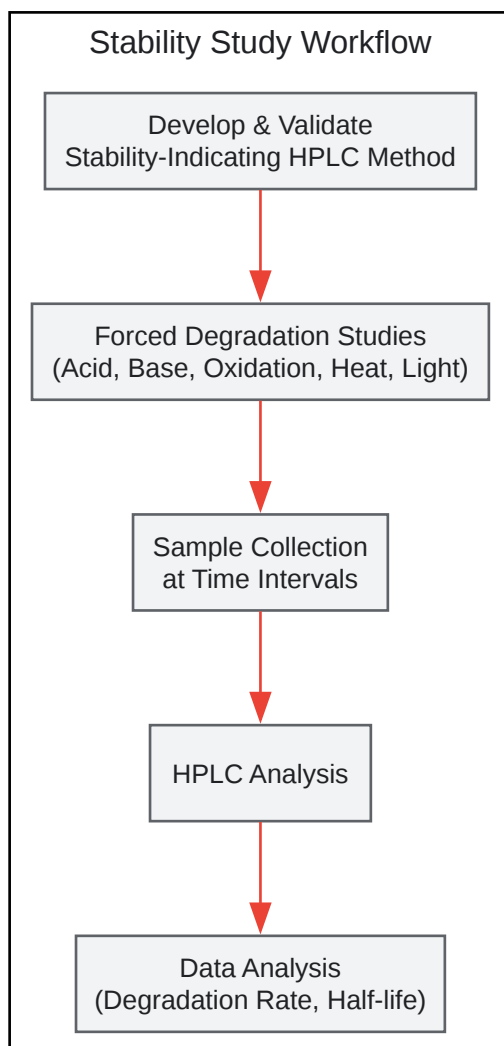 Stability Study Workflow
Develop & Validate
Stability-Indicating HPLC Method
Forced Degradation Studies
(Acid, Base, Oxidation, Heat, Light)
Sample Collection
at Time Intervals
HPLC Analysis
Data Analysis
(Degradation Rate, Half-life)